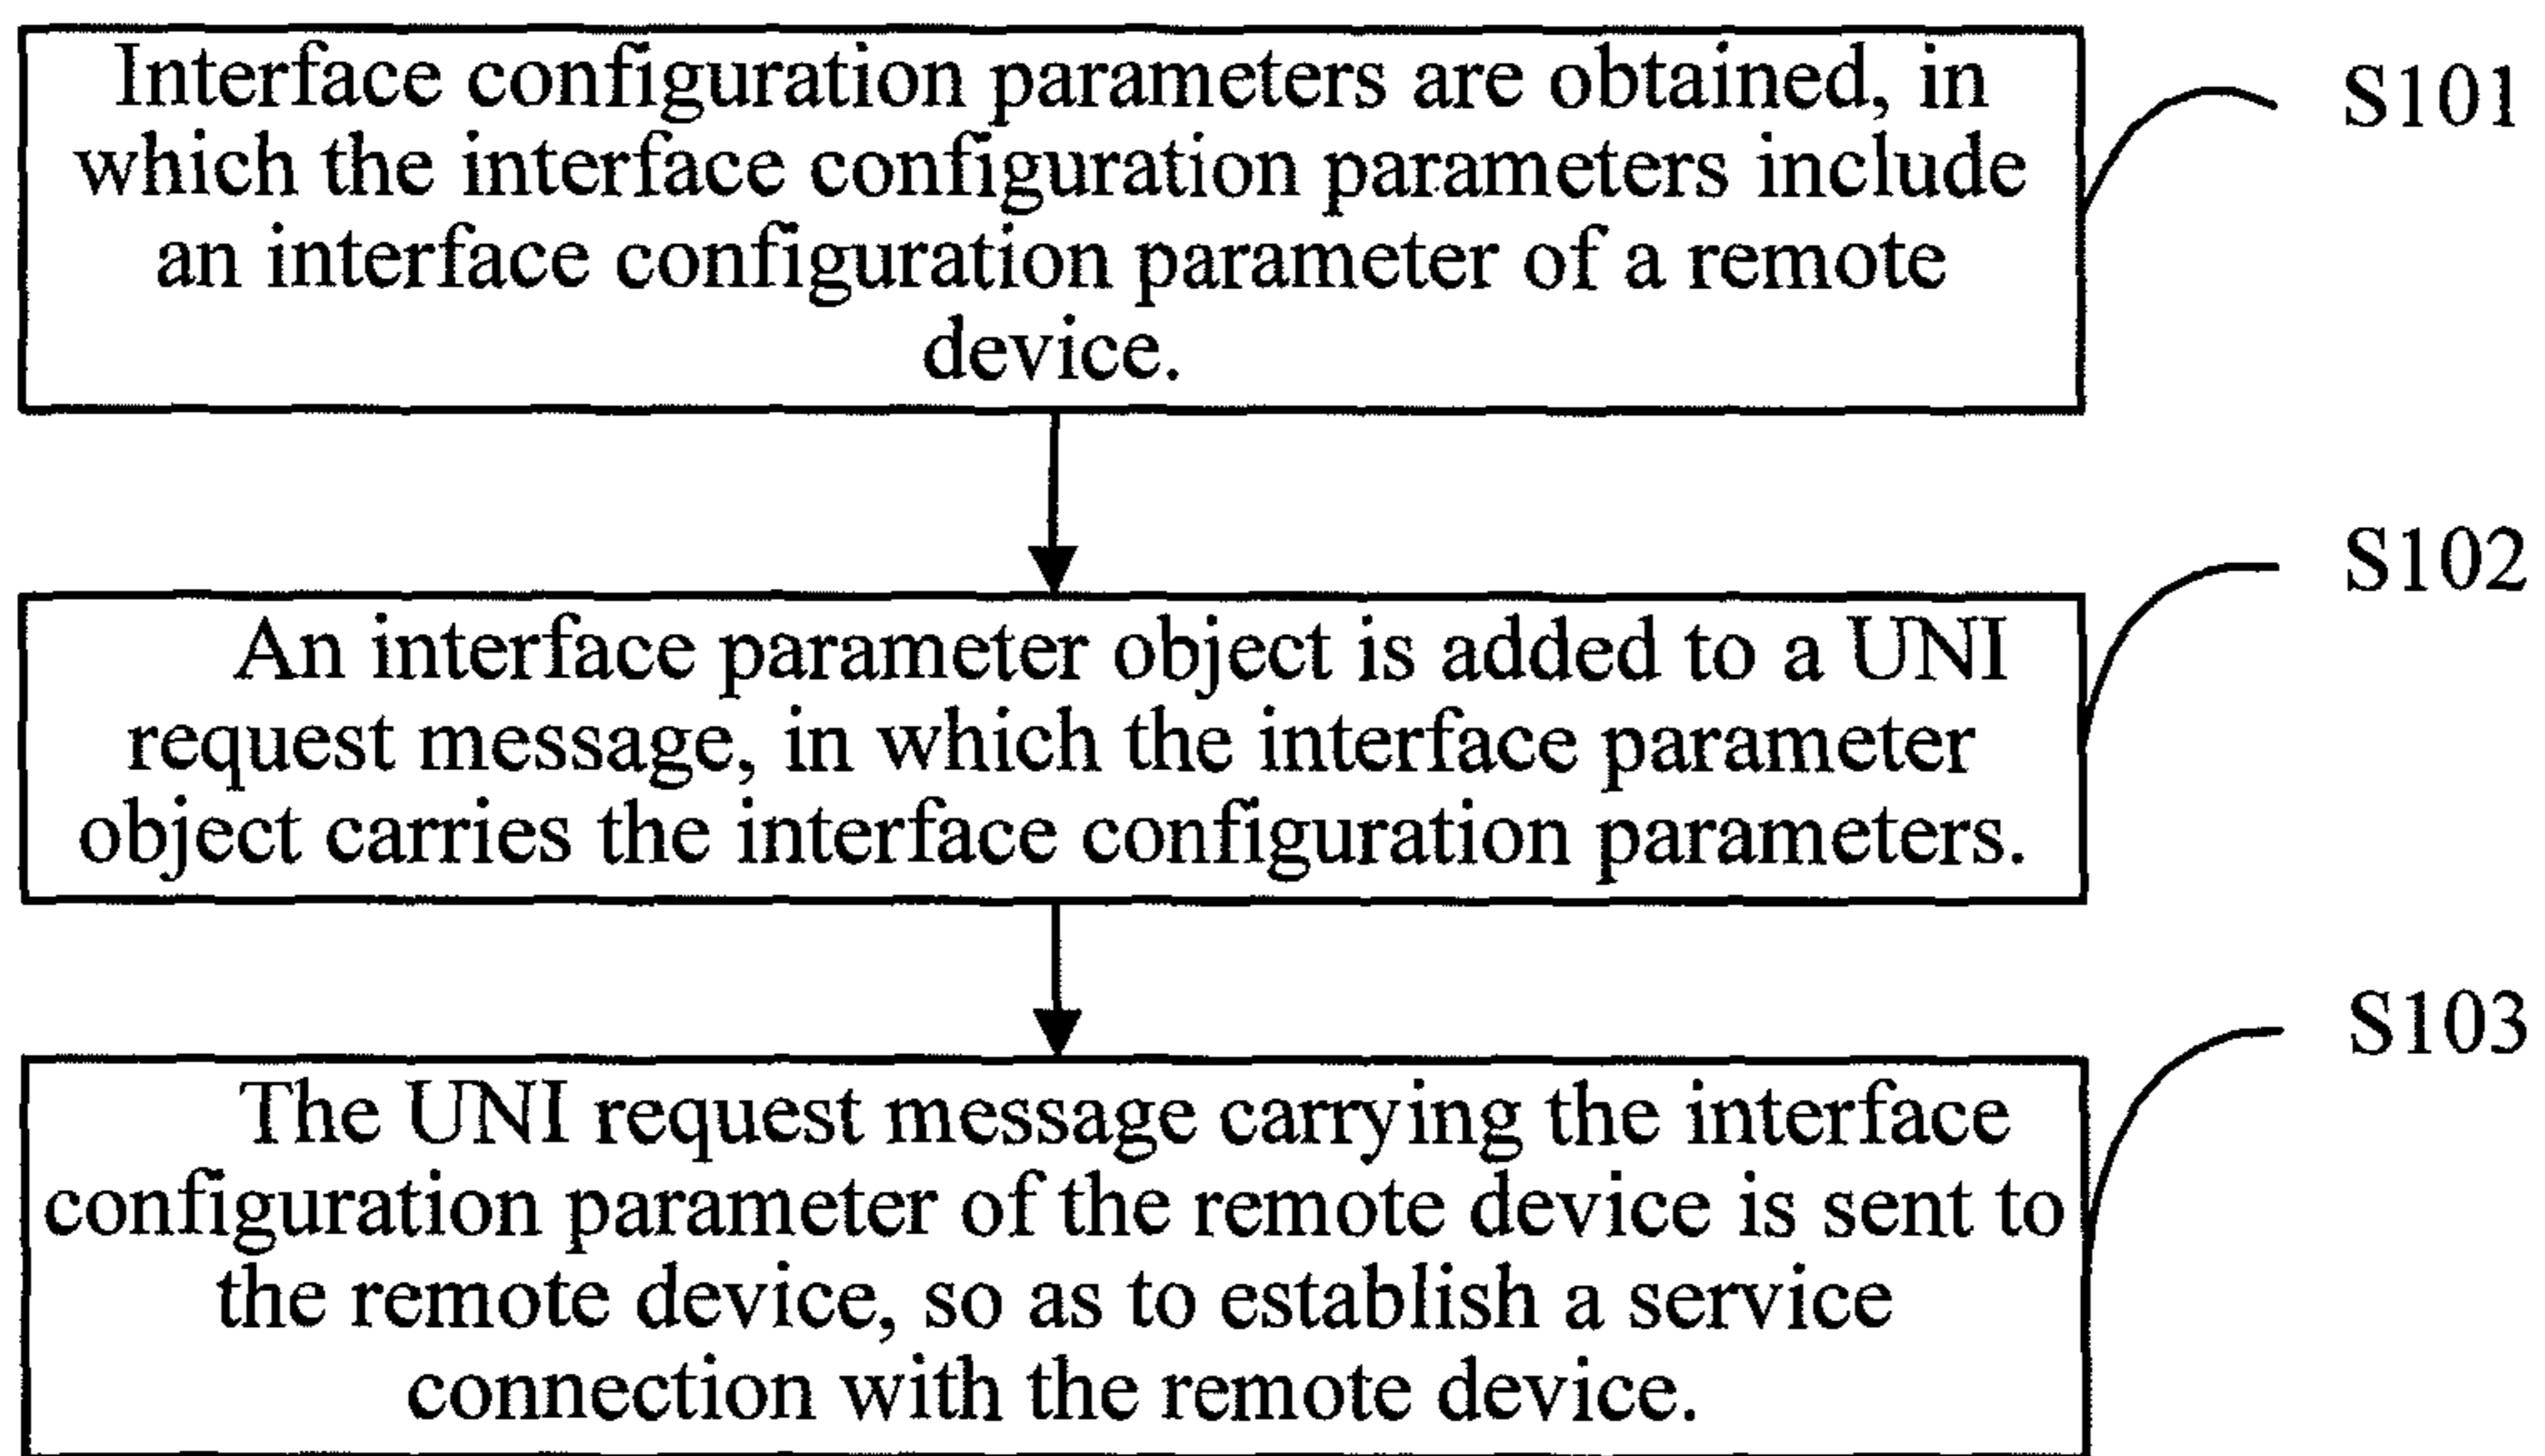 Interface configuration parameters are obtained, in
which the interface configuration parameters include
an interface configuration parameter of a remote
device.
S101
An interface parameter object is added to a UNI
request message, in which the interface parameter
object carries the interface configuration parameters.
S102
The UNI request message carrying the interface
configuration parameter of the remote device is sent to
the remote device, so as to establish a service
connection with the remote device.
S103